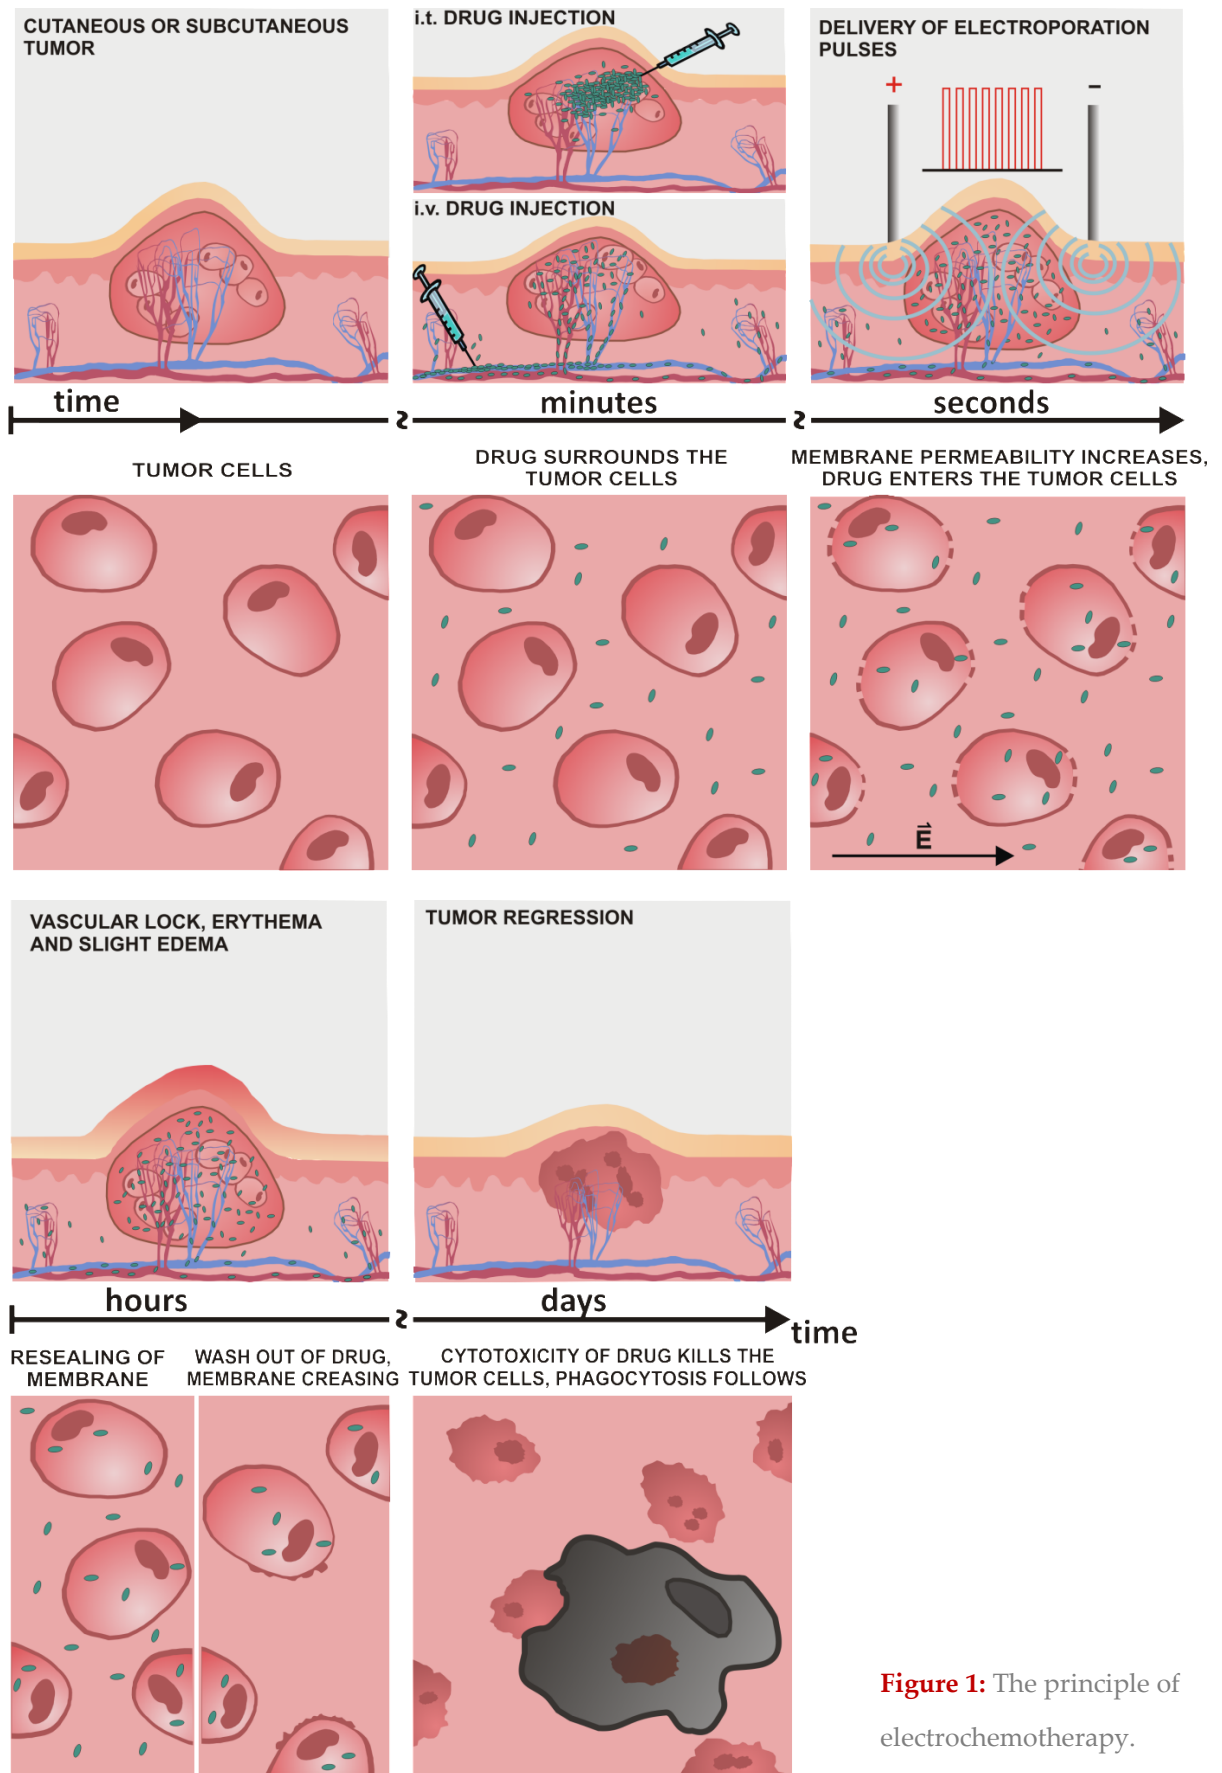 CUTANEOUS OR SUBCUTANEOUS
TUMOR
i.t. DRUG INJECTION
i.v. DRUG INJECTION
DELIVERY OF ELECTROPORATION
PULSES
+
-
time
minutes
seconds
TUMOR CELLS
DRUG SURROUNDS THE
TUMOR CELLS
MEMBRANE PERMEABILITY INCREASES,
DRUG ENTERS THE TUMOR CELLS
E⃗
VASCULAR LOCK, ERYTHEMA
AND SLIGHT EDEMA
TUMOR REGRESSION
hours
days
time
RESEALING OF
MEMBRANE
WASH OUT OF DRUG,
MEMBRANE CREASING
CYTOTOXICITY OF DRUG KILLS THE
TUMOR CELLS, PHAGOCYTOSIS FOLLOWS
Figure 1: The principle of
electrochemotherapy.